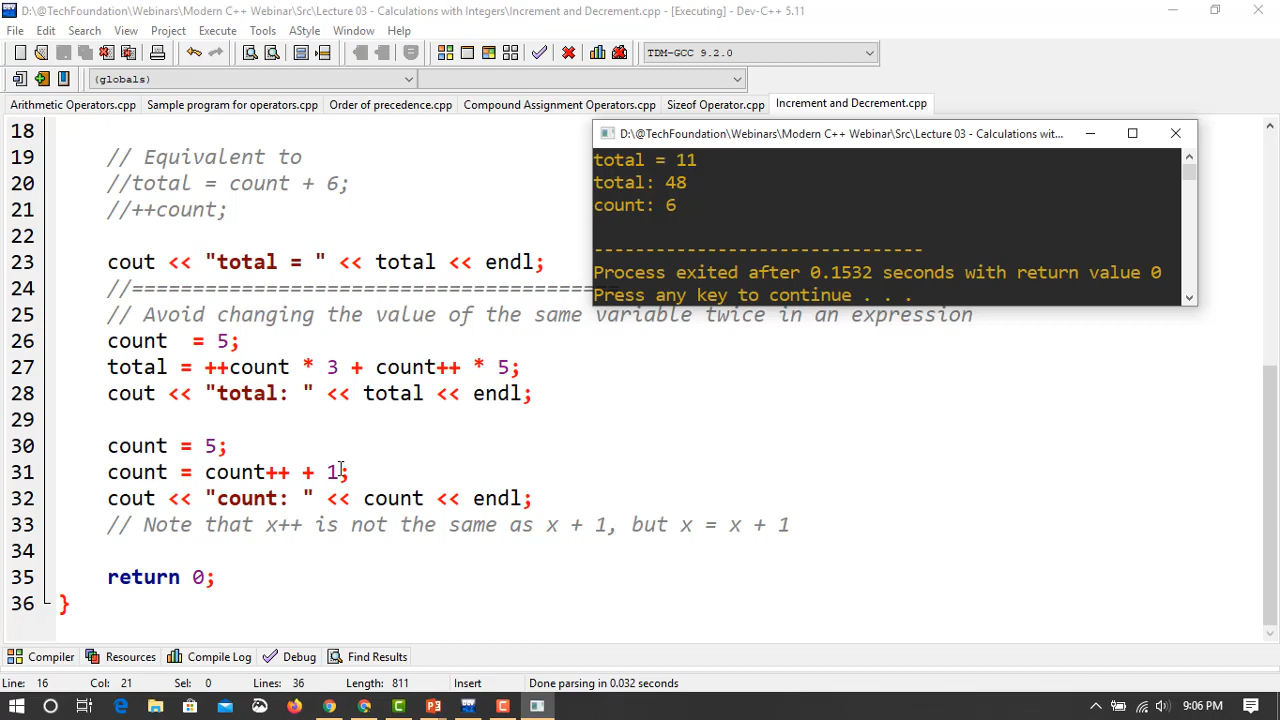 D:\@TechFoundation\Webinars\Modern C++ Webinar\Src\Lecture 03 - Calculations with Integers\Increment and Decrement.cpp - [Executing] - Dev-C++ 5.11
File Edit Search View Project Execute Tools AStyle Window Help
TDM-GCC 9.2.0
(globals)
Arithmetic Operators.cpp Sample program for operators.cpp Order of precedence.cpp Compound Assignment Operators.cpp Sizeof Operator.cpp Increment and Decrement.cpp
D:\@TechFoundation\Webinars\Modern C++ Webinar\Src\Lecture 03 - Calculations wit...
total = 11
total: 48
count: 6
--------------------------------
Process exited after 0.1532 seconds with return value 0
Press any key to continue . . .
18
19 // Equivalent to
20 //total = count + 6;
21 //++count;
22
23 cout << "total = " << total << endl;
24 //========================================
25 // Avoid changing the value of the same variable twice in an expression
26 count  = 5;
27 total = ++count * 3 + count++ * 5;
28 cout << "total: " << total << endl;
29
30 count = 5;
31 count = count++ + 1;
32 cout << "count: " << count << endl;
33 // Note that x++ is not the same as x + 1, but x = x + 1
34
35 return 0;
36 }
Compiler Resources Compile Log Debug Find Results
Line: 16 Col: 21 Sel: 0 Lines: 36 Length: 811 Insert Done parsing in 0.032 seconds
9:06 PM